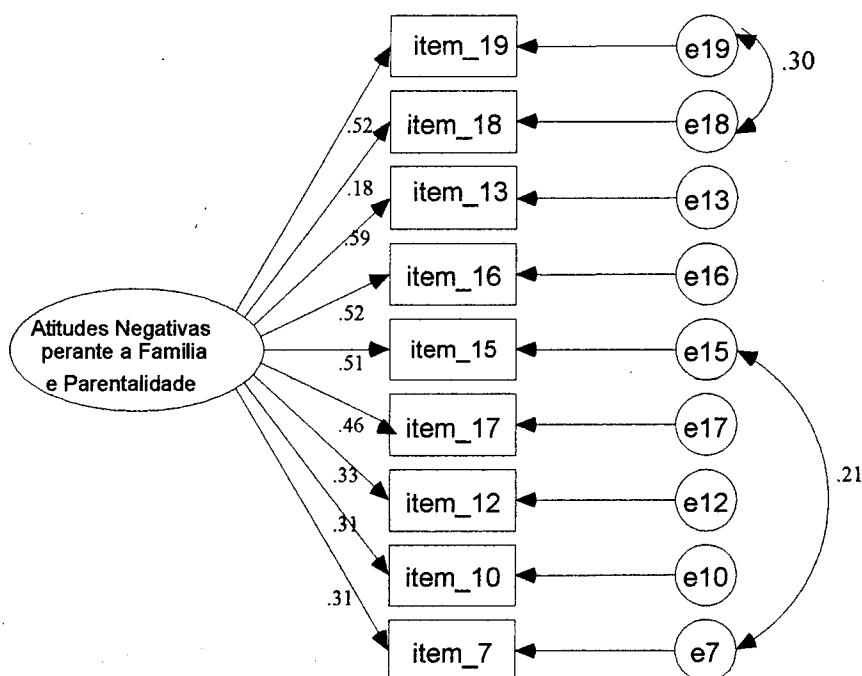 item_19
e19
.30
.52
item_18
e18
.18
item_13
e13
.59
item_16
e16
.52
Atitudes Negativas
perante a Familia
e Parentalidade
item_15
e15
.51
item_17
e17
.46
.21
.33
item_12
e12
.31
item_10
e10
.31
item_7
e7